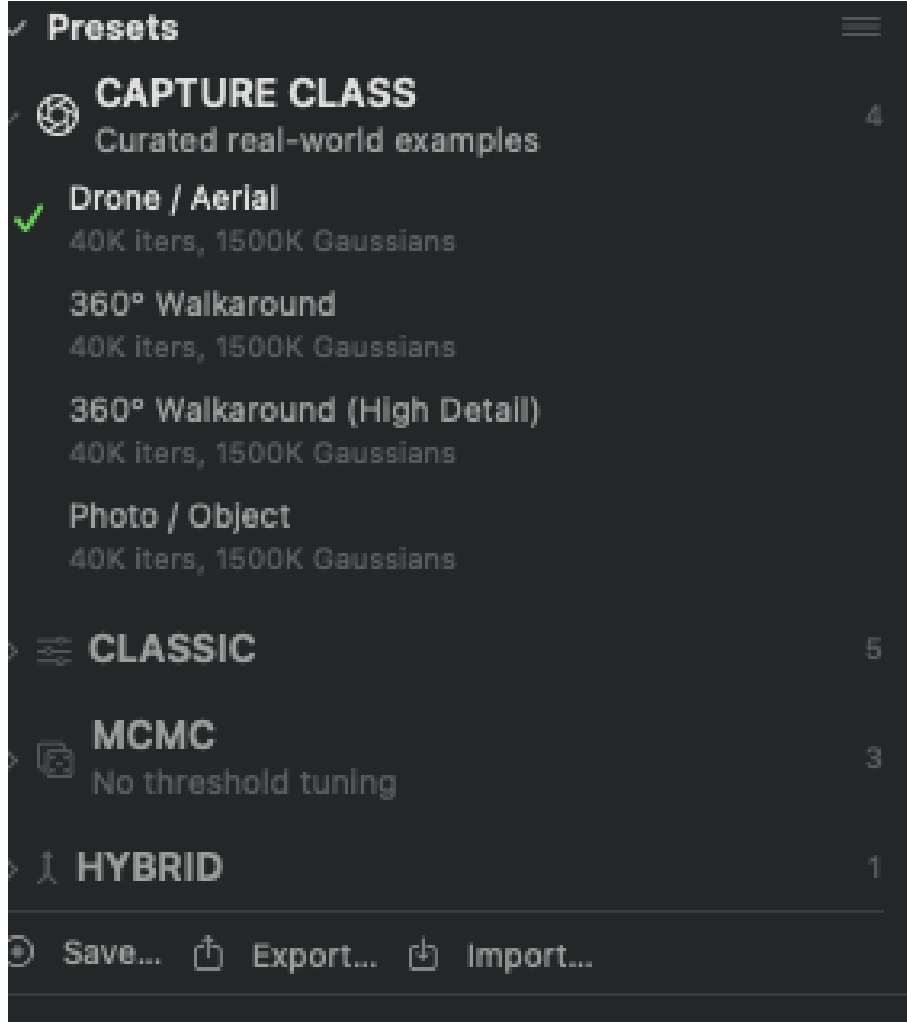 Presets
CAPTURE CLASS
4
Curated real-world examples
Drone / Aerial
40K iters, 1500K Gaussians
360° Walkaround
40K iters, 1500K Gaussians
360° Walkaround (High Detail)
40K iters, 1500K Gaussians
Photo / Object
40K iters, 1500K Gaussians
CLASSIC
5
MCMC
3
No threshold tuning
HYBRID
1
Save... Export... Import...